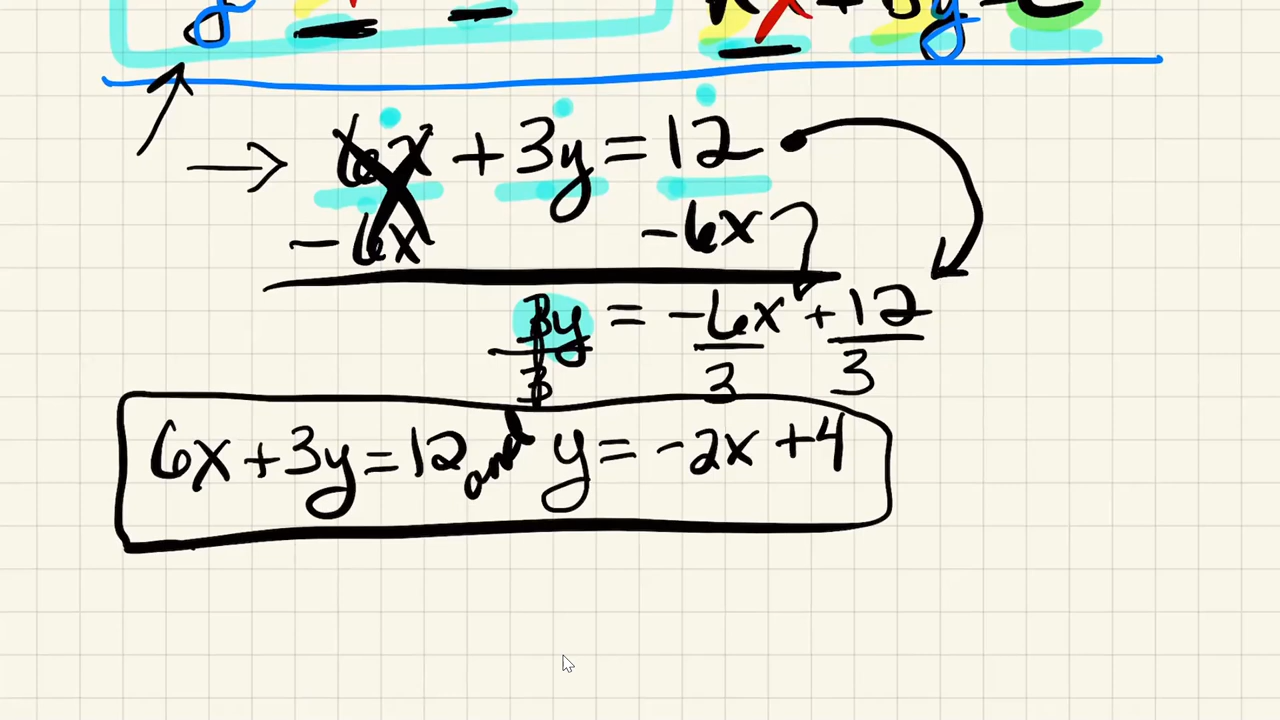 6x + 3y = 12
- 6x - 6x
3y = -6x + 12
3 3 3
6x + 3y = 12 and y = -2x + 4